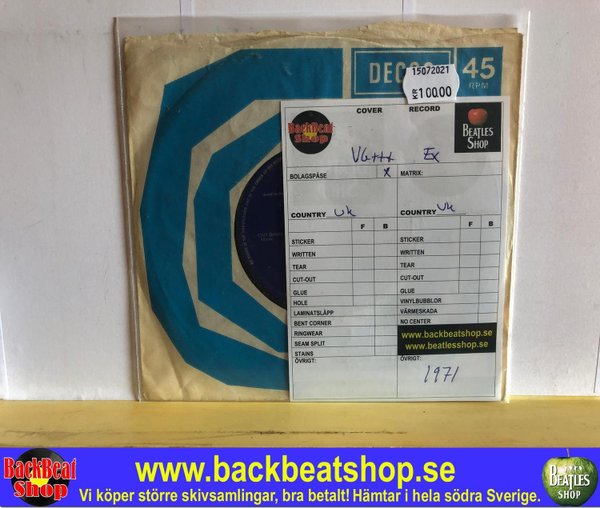 DECCA
45
RPM
15072021
KR 100.00
COVER
RECORD
BackBeat
Shop
BEATLES
SHOP
VG+++
Ex
BOLAGSPÅSE
X
MATRIX:
COUNTRY UK
COUNTRY UK
F B
F B
STICKER
STICKER
WRITTEN
WRITTEN
TEAR
TEAR
CUT-OUT
CUT-OUT
GLUE
GLUE
HOLE
VINYLBUBBLOR
LAMINATSLÄPP
VÄRMESKADA
BENT CORNER
NO CENTER
RINGWEAR
SEAM SPLIT
STAINS
www.backbeatshop.se
www.beatlesshop.se
ÖVRIGT:
ÖVRIGT:
1971
BackBeat
Shop
www.backbeatshop.se
Vi köper större skivsamlingar, bra betalt! Hämtar i hela södra Sverige.
BEATLES
SHOP